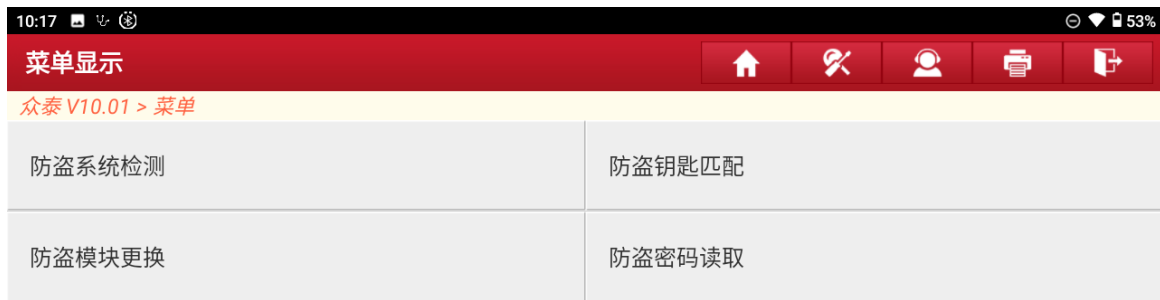 10:17 53%
菜单显示
众泰 V10.01 > 菜单
防盗系统检测 防盗钥匙匹配
防盗模块更换 防盗密码读取